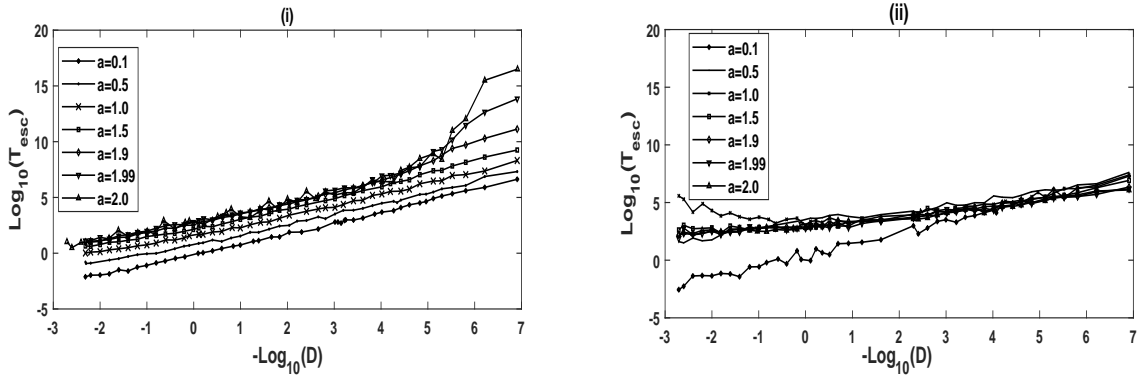 (i)
20
15
10
5
0
-5
-3 -2 -1 0 1 2 3 4 5 6 7
Log10(Tesc)
-Log10(D)
a=0.1
a=0.5
a=1.0
a=1.5
a=1.9
a=1.99
a=2.0
(ii)
20
15
10
5
0
-5
-3 -2 -1 0 1 2 3 4 5 6 7
Log10(Tesc)
-Log10(D)
a=0.1
a=0.5
a=1.0
a=1.5
a=1.9
a=1.99
a=2.0